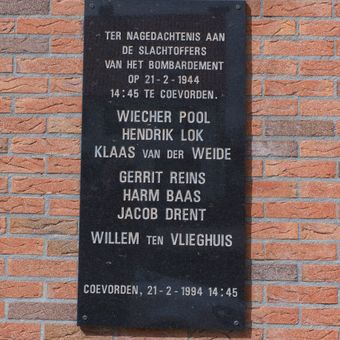 TER NAGEDACHTENIS AAN
DE SLACHTOFFERS
VAN HET BOMBARDEMENT
OP 21-2-1944
14:45 TE COEVORDEN.
WIECHER POOL
HENDRIK LOK
KLAAS VAN DER WEIDE
GERRIT REINS
HARM BAAS
JACOB DRENT
WILLEM TEN VLIEGHUIS
COEVORDEN, 21-2-1994 14:45